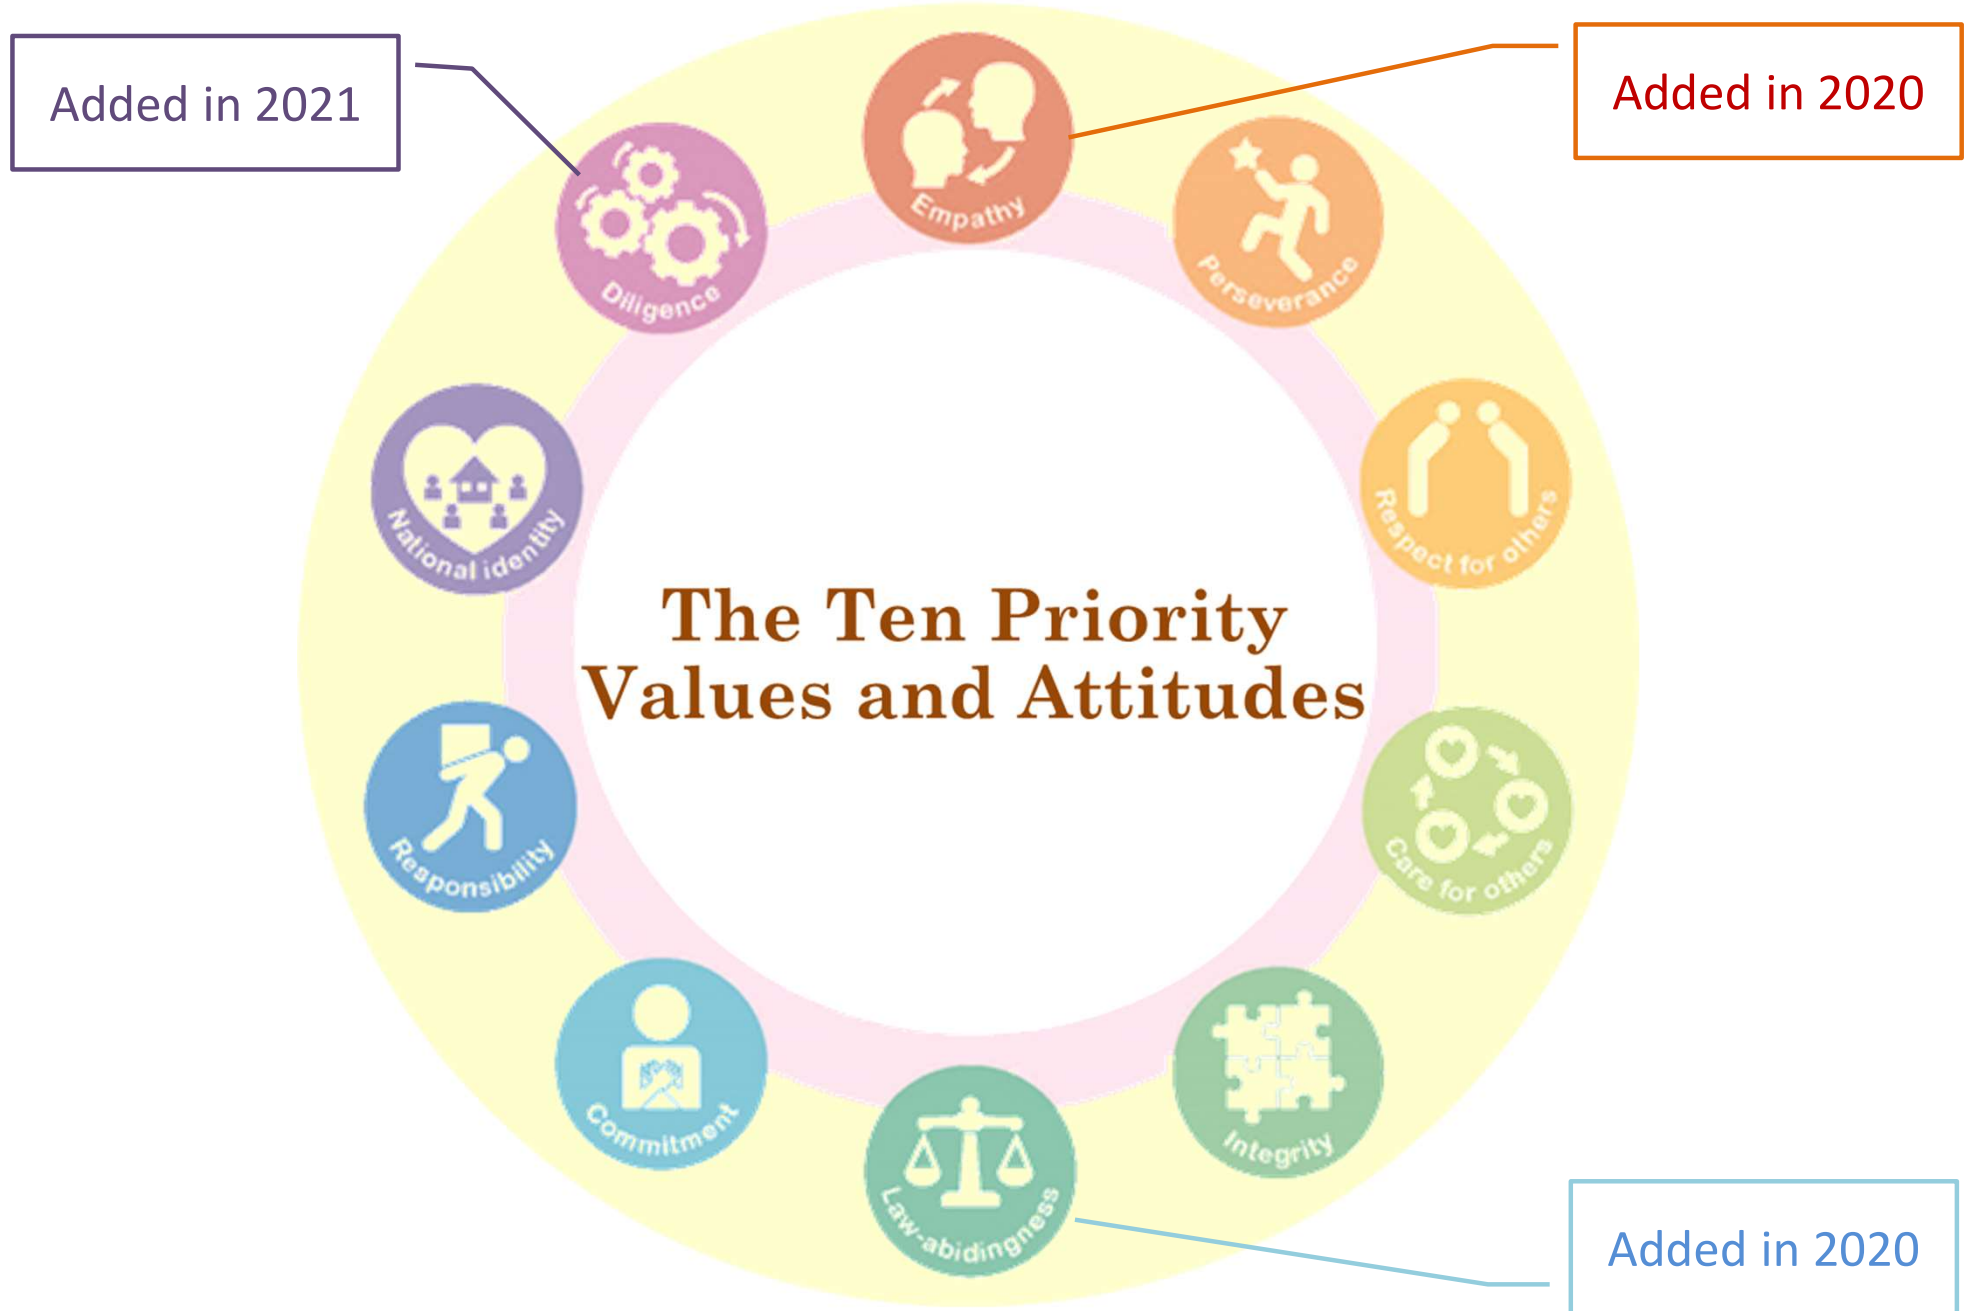 Added in 2021
Added in 2020
Empathy
Perseverance
Diligence
Respect for others
National identity
The Ten Priority
Values and Attitudes
Care for others
Responsibility
Integrity
Commitment
Law-abidingness
Added in 2020